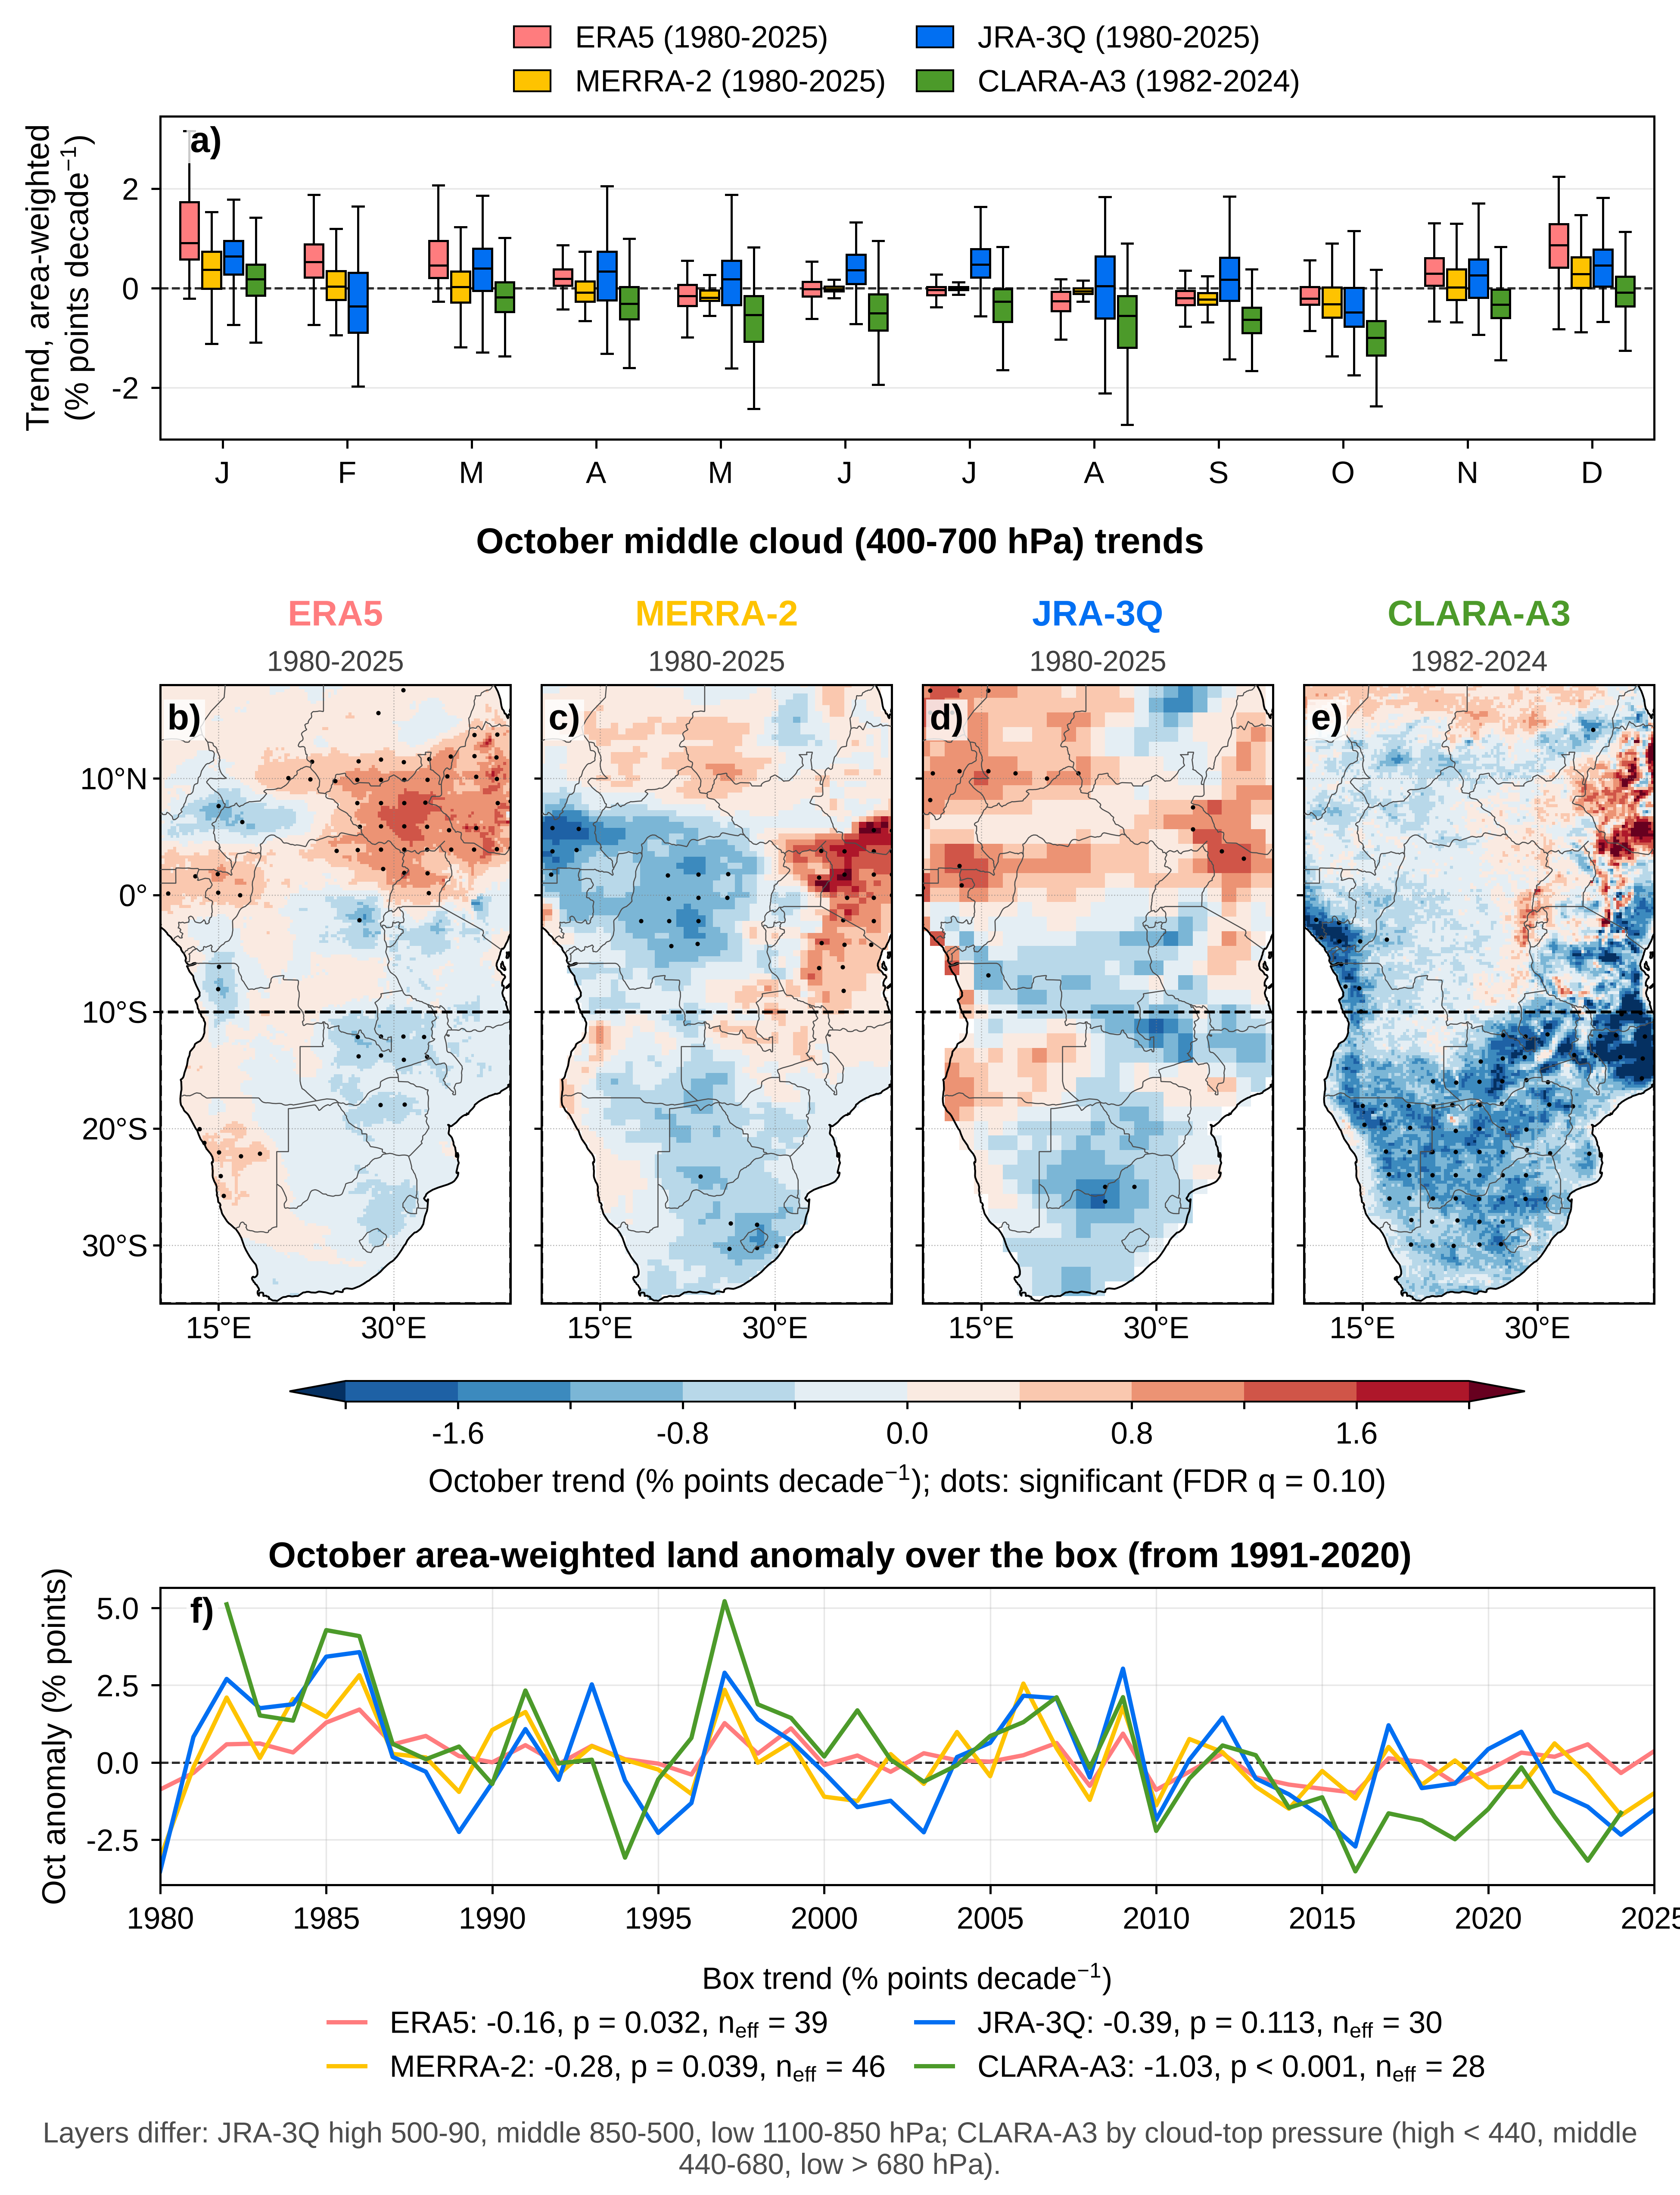 ERA5 (1980-2025)
JRA-3Q (1980-2025)
MERRA-2 (1980-2025)
CLARA-A3 (1982-2024)
a)
Trend, area-weighted
(% points decade⁻¹)
2
0
-2
J F M A M J J A S O N D
October middle cloud (400-700 hPa) trends
ERA5 MERRA-2 JRA-3Q CLARA-A3
1980-2025 1980-2025 1980-2025 1982-2024
b) c) d) e)
10°N
0°
10°S
20°S
30°S
15°E 30°E 15°E 30°E 15°E 30°E 15°E 30°E
-1.6 -0.8 0.0 0.8 1.6
October trend (% points decade⁻¹); dots: significant (FDR q = 0.10)
October area-weighted land anomaly over the box (from 1991-2020)
f)
Oct anomaly (% points)
5.0
2.5
0.0
-2.5
1980 1985 1990 1995 2000 2005 2010 2015 2020 2025
Box trend (% points decade⁻¹)
ERA5: -0.16, p = 0.032, neff = 39
JRA-3Q: -0.39, p = 0.113, neff = 30
MERRA-2: -0.28, p = 0.039, neff = 46
CLARA-A3: -1.03, p < 0.001, neff = 28
Layers differ: JRA-3Q high 500-90, middle 850-500, low 1100-850 hPa; CLARA-A3 by cloud-top pressure (high < 440, middle
440-680, low > 680 hPa).